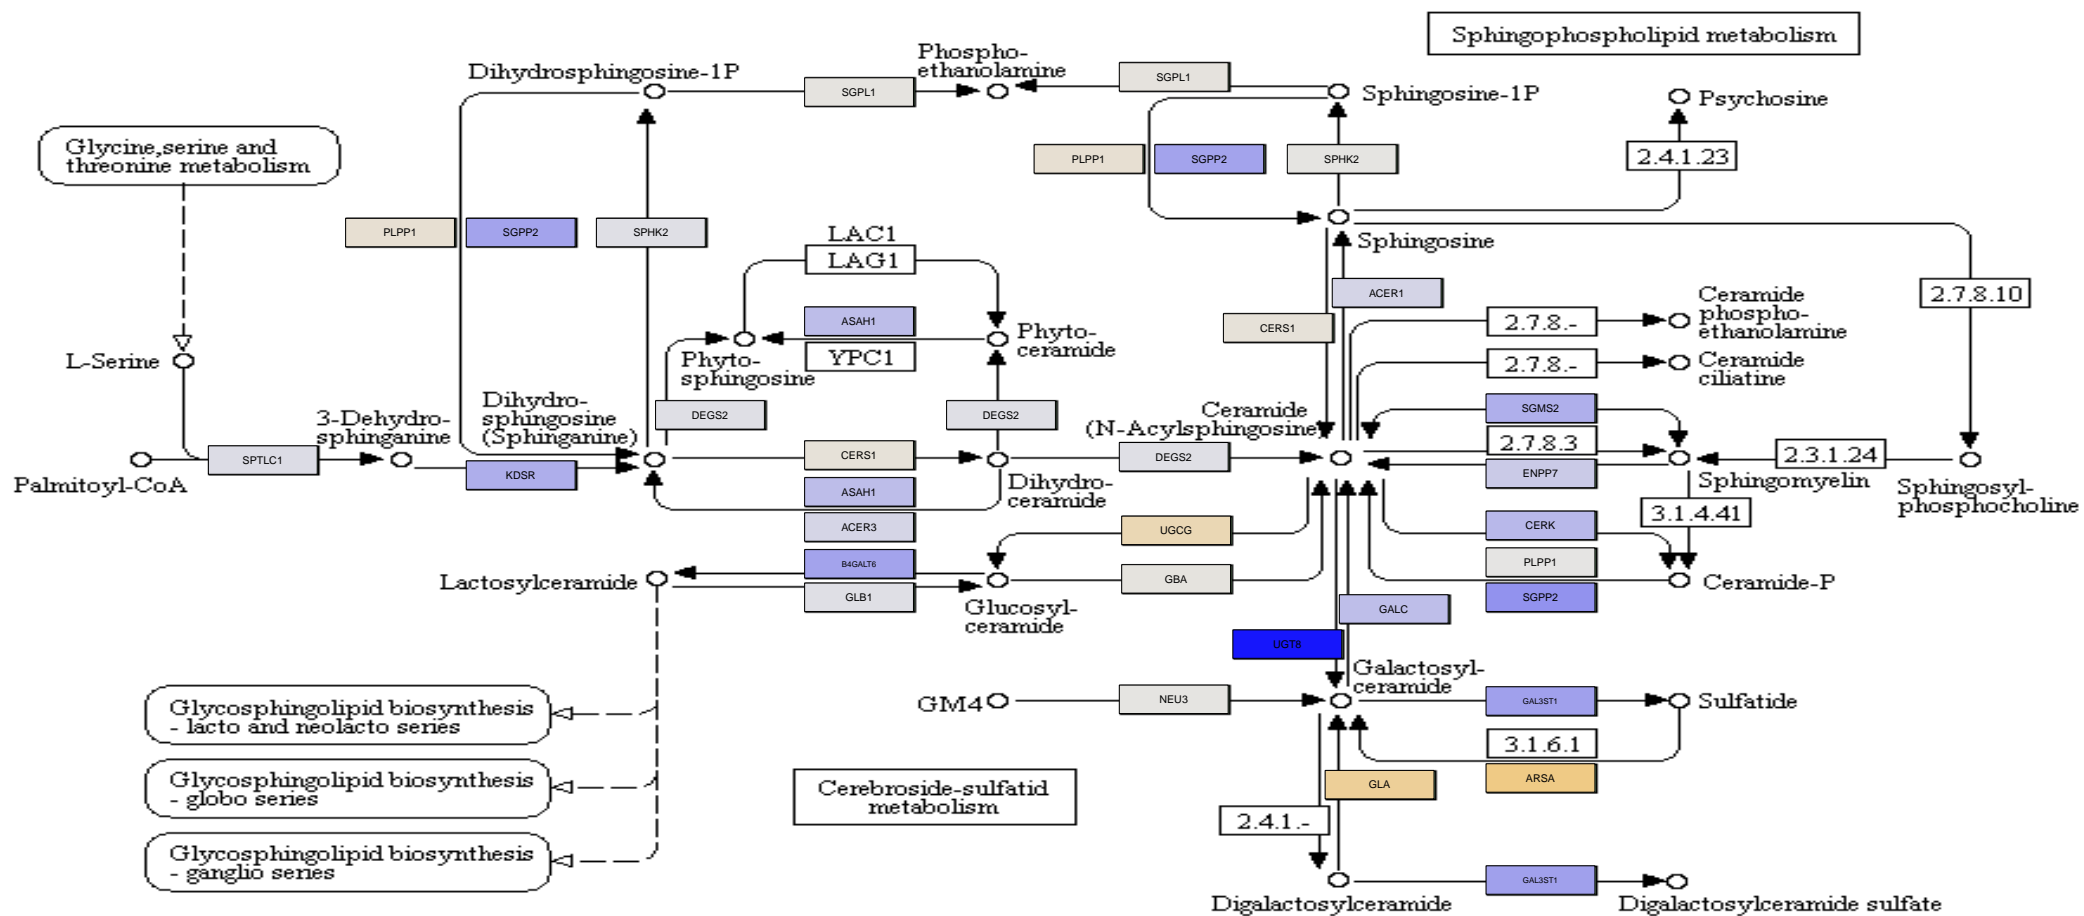 Sphingophospholipid metabolism
Phospho-
ethanolamine
Dihydrosphingosine-1P
SGPL1
SGPL1
Sphingosine-1P
Psychosine
Glycine,serine and
threonine metabolism
PLPP1
SGPP2
SPHK2
2.4.1.23
PLPP1
SGPP2
SPHK2
LAC1
LAG1
Sphingosine
ACER1
2.7.8.10
Ceramide
phospho-
ethanolamine
2.7.8.-
ASAH1
YPC1
CERS1
L-Serine
Phyto-
sphingosine
Phyto-
ceramide
2.7.8.-
Ceramide
ciliatine
3-Dehydro-
sphinganine
Dihydro-
sphingosine
(Sphinganine)
DEGS2
DEGS2
Ceramide
(N-Acylsphingosine)
SGMS2
2.7.8.3
SPTLC1
KDSR
CERS1
DEGS2
2.3.1.24
Palmitoyl-CoA
ASAH1
Dihydro-
ceramide
ENPP7
Sphingomyelin
Sphingosyl-
phosphocholine
ACER3
UGCG
CERK
3.1.4.41
B4GALT6
PLPP1
Lactosylceramide
GLB1
Glucosyl-
ceramide
GBA
GALC
SGPP2
Ceramide-P
UGT8
Galactosyl-
ceramide
GM4
NEU3
GAL3ST1
Sulfatide
Glycosphingolipid biosynthesis
- lacto and neolacto series
3.1.6.1
Glycosphingolipid biosynthesis
- globo series
Cerebroside-sulfatid
metabolism
GLA
ARSA
2.4.1.-
Glycosphingolipid biosynthesis
- ganglio series
GAL3ST1
Digalactosylceramide
Digalactosylceramide sulfate